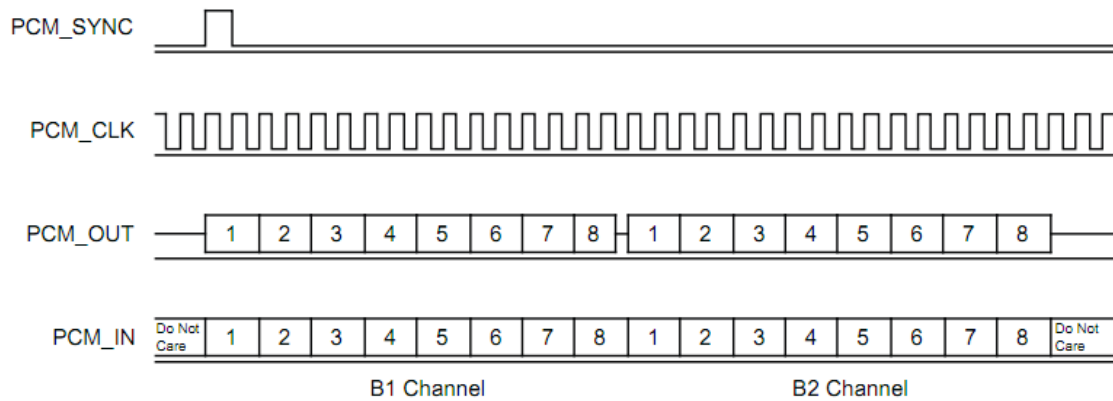 PCM_SYNC
PCM_CLK
PCM_OUT 1 2 3 4 5 6 7 8 1 2 3 4 5 6 7 8
PCM_IN Do Not Care 1 2 3 4 5 6 7 8 1 2 3 4 5 6 7 8 Do Not Care
B1 Channel B2 Channel